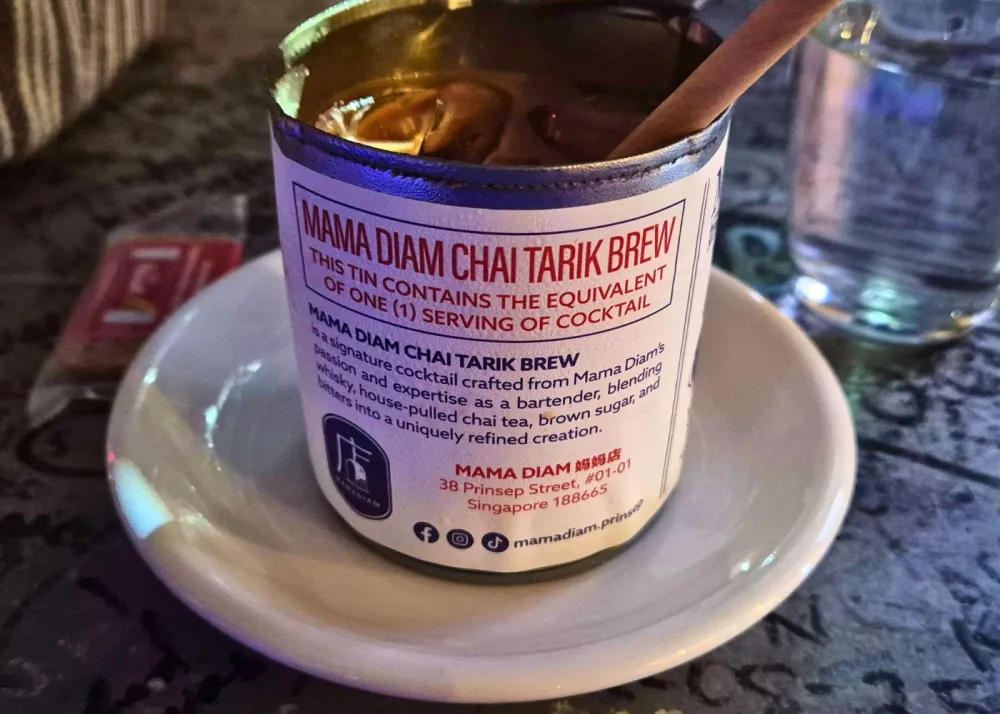 MAMA DIAM CHAI TARIK BREW
THIS TIN CONTAINS THE EQUIVALENT
OF ONE (1) SERVING OF COCKTAIL
MAMA DIAM CHAI TARIK BREW
is a signature cocktail crafted from Mama Diam's
passion and expertise as a bartender, blending
whisky, house-pulled chai tea, brown sugar, and
bitters into a uniquely refined creation.
店
MAMADIAM
MAMA DIAM 妈妈店
38 Prinsep Street, #01-01
Singapore 188665
mamadiam.prinsep